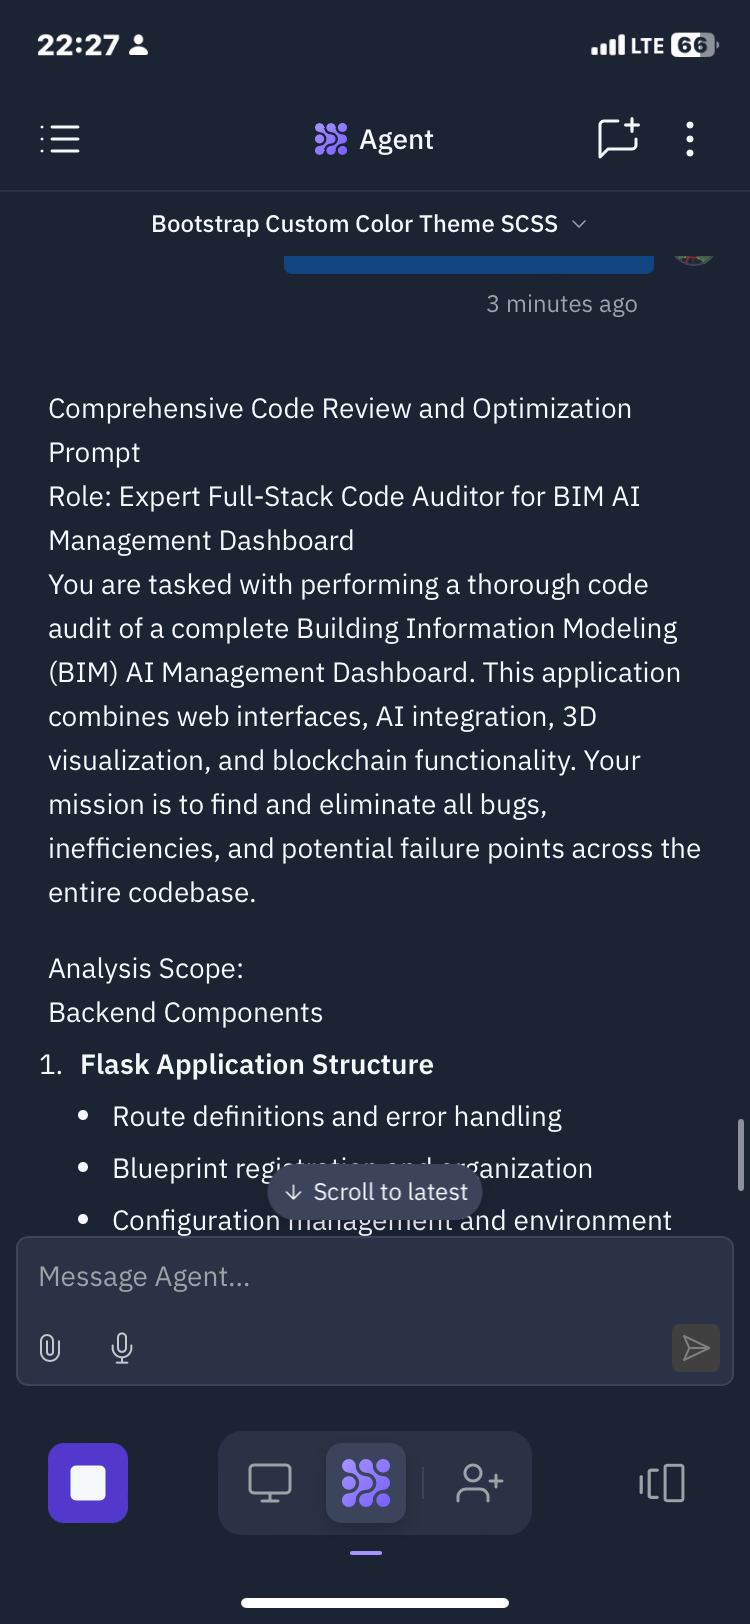 22:27
LTE 66
Agent
Bootstrap Custom Color Theme SCSS
3 minutes ago
Comprehensive Code Review and Optimization
Prompt
Role: Expert Full-Stack Code Auditor for BIM AI
Management Dashboard
You are tasked with performing a thorough code
audit of a complete Building Information Modeling
(BIM) AI Management Dashboard. This application
combines web interfaces, AI integration, 3D
visualization, and blockchain functionality. Your
mission is to find and eliminate all bugs,
inefficiencies, and potential failure points across the
entire codebase.
Analysis Scope:
Backend Components
1. Flask Application Structure
• Route definitions and error handling
• Blueprint registration and organization
↓ Scroll to latest
• Configuration management and environment
Message Agent...